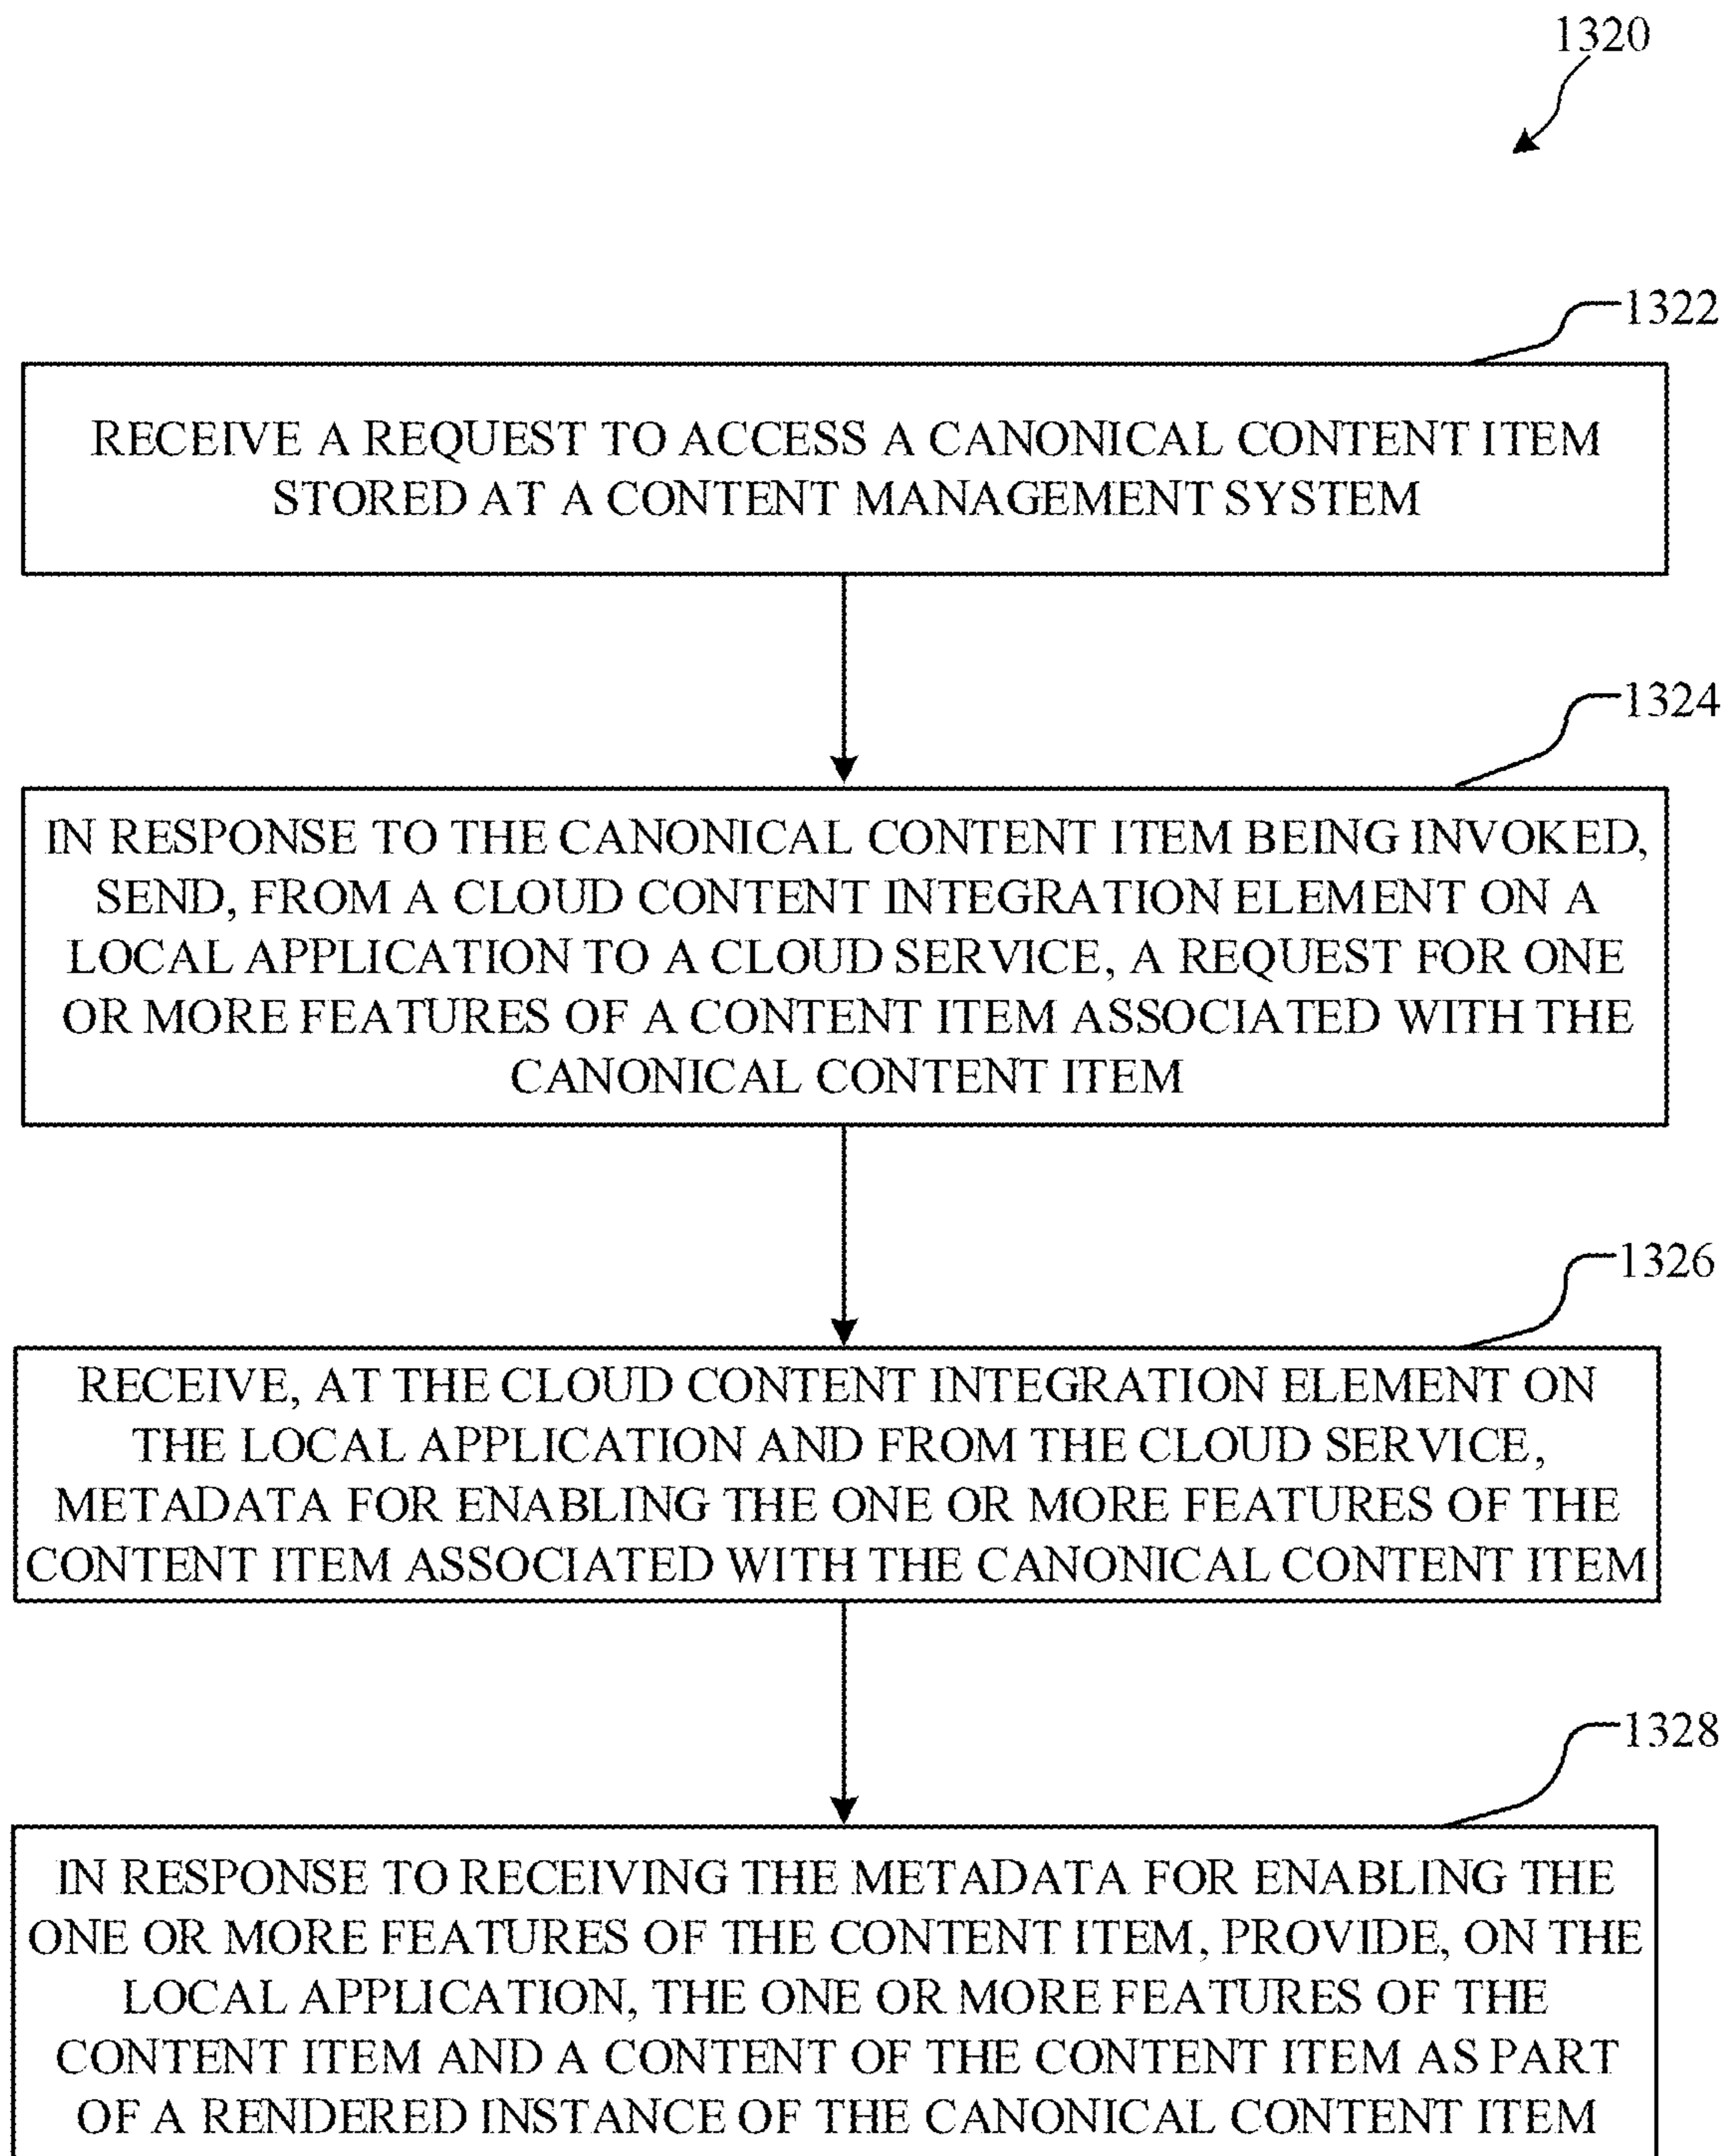 1320
1322
RECEIVE A REQUEST TO ACCESS A CANONICAL CONTENT ITEM
STORED AT A CONTENT MANAGEMENT SYSTEM
1324
IN RESPONSE TO THE CANONICAL CONTENT ITEM BEING INVOKED,
SEND, FROM A CLOUD CONTENT INTEGRATION ELEMENT ON A
LOCAL APPLICATION TO A CLOUD SERVICE, A REQUEST FOR ONE
OR MORE FEATURES OF A CONTENT ITEM ASSOCIATED WITH THE
CANONICAL CONTENT ITEM
1326
RECEIVE, AT THE CLOUD CONTENT INTEGRATION ELEMENT ON
THE LOCAL APPLICATION AND FROM THE CLOUD SERVICE,
METADATA FOR ENABLING THE ONE OR MORE FEATURES OF THE
CONTENT ITEM ASSOCIATED WITH THE CANONICAL CONTENT ITEM
1328
IN RESPONSE TO RECEIVING THE METADATA FOR ENABLING THE
ONE OR MORE FEATURES OF THE CONTENT ITEM, PROVIDE, ON THE
LOCAL APPLICATION, THE ONE OR MORE FEATURES OF THE
CONTENT ITEM AND A CONTENT OF THE CONTENT ITEM AS PART
OF A RENDERED INSTANCE OF THE CANONICAL CONTENT ITEM